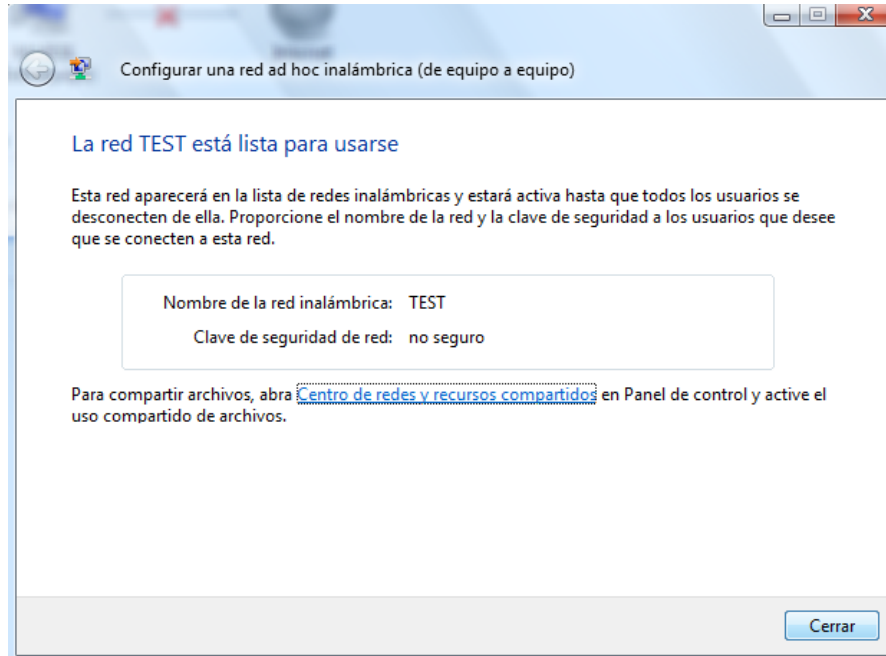 Configurar una red ad hoc inalámbrica (de equipo a equipo)
La red TEST está lista para usarse
Esta red aparecerá en la lista de redes inalámbricas y estará activa hasta que todos los usuarios se
desconecten de ella. Proporcione el nombre de la red y la clave de seguridad a los usuarios que desee
que se conecten a esta red.
Nombre de la red inalámbrica: TEST
Clave de seguridad de red: no seguro
Para compartir archivos, abra Centro de redes y recursos compartidos en Panel de control y active el
uso compartido de archivos.
Cerrar